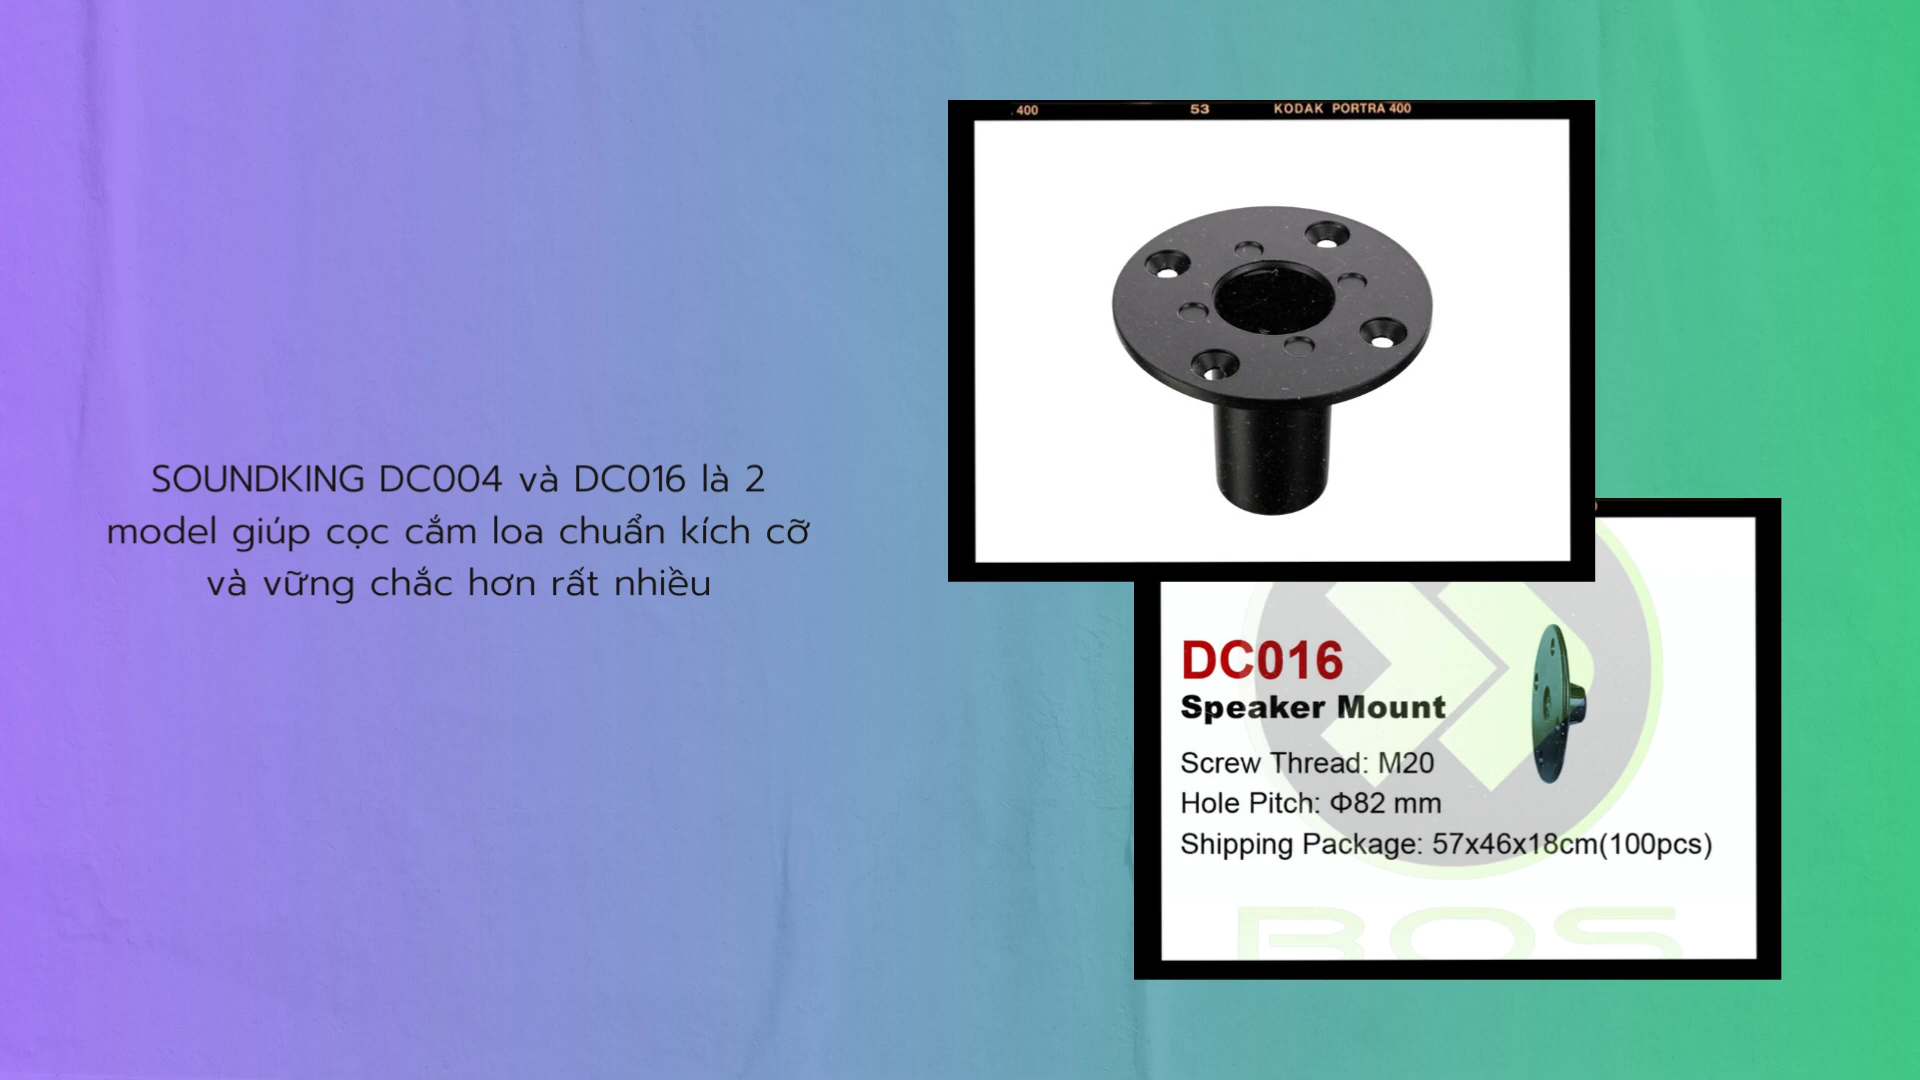 SOUNDKING DC004 và DC016 là 2
model giúp cọc cắm loa chuẩn kích cỡ
và vững chắc hơn rất nhiều
400 53 KODAK PORTRA 400
DC016
Speaker Mount
Screw Thread: M20
Hole Pitch: Φ82 mm
Shipping Package: 57x46x18cm(100pcs)
BOS